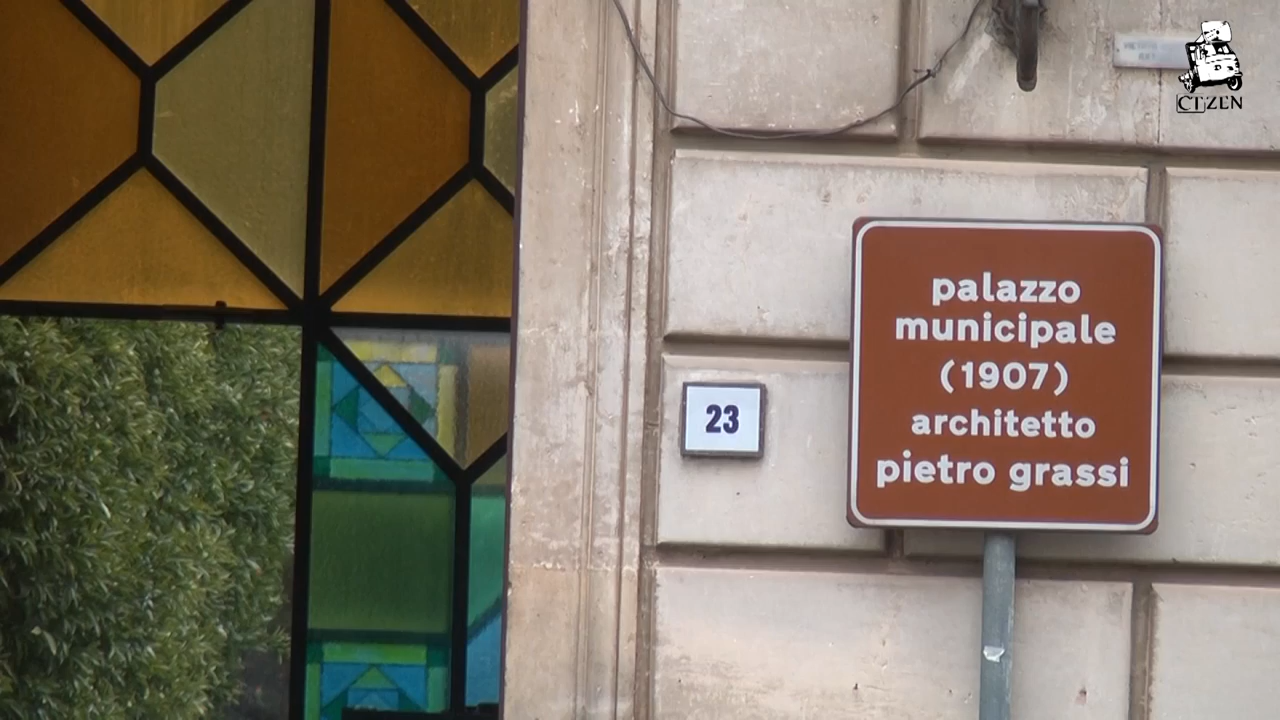 CTZEN
palazzo
municipale
(1907)
architetto
pietro grassi
23